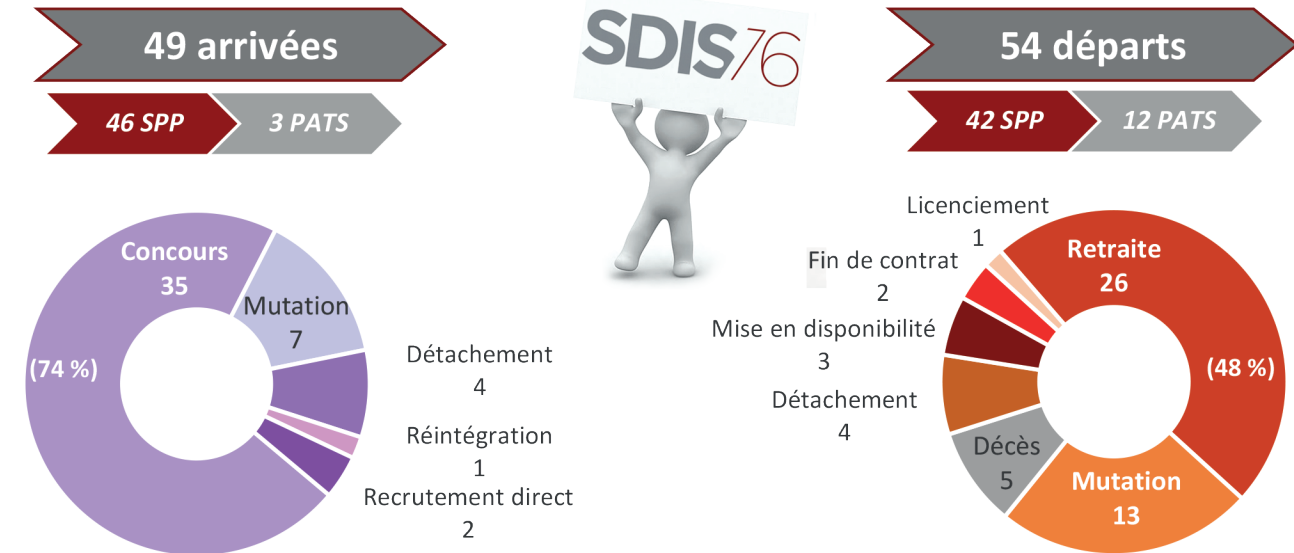 49 arrivées
46 SPP
3 PATS
SDIS76
54 départs
42 SPP
12 PATS
Concours
35
(74 %)
Mutation
7
Détachement
4
Réintégration
1
Recrutement direct
2
Licenciement
1
Fin de contrat
2
Mise en disponibilité
3
Détachement
4
Décès
5
Mutation
13
Retraite
26
(48 %)